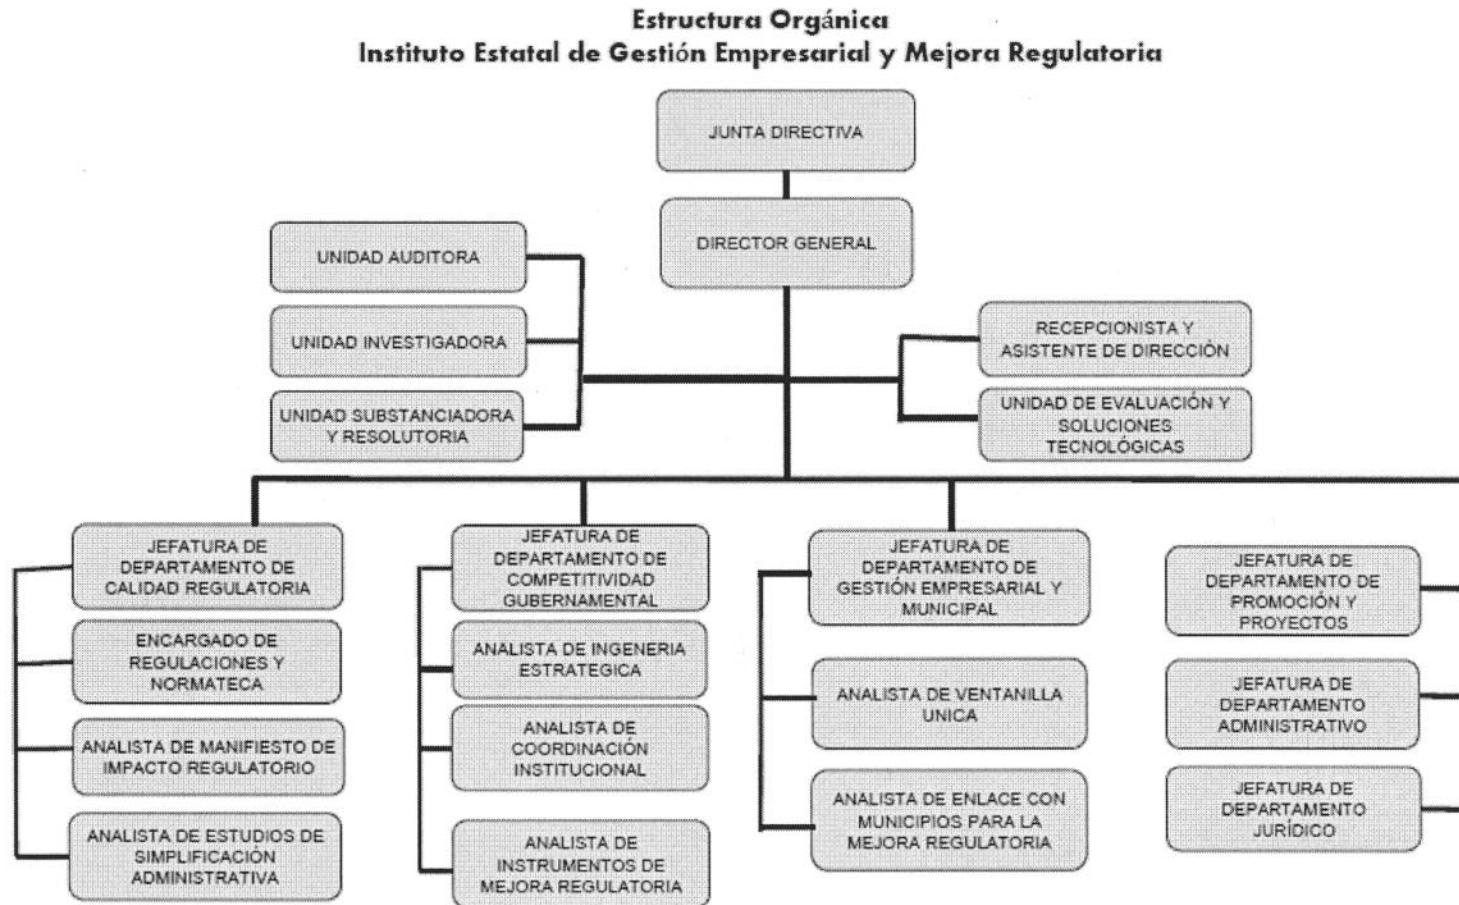 Estructura Orgánica
Instituto Estatal de Gestión Empresarial y Mejora Regulatoria
JUNTA DIRECTIVA
DIRECTOR GENERAL
UNIDAD AUDITORA
UNIDAD INVESTIGADORA
UNIDAD SUBSTANCIADORA
Y RESOLUTORIA
RECEPCIONISTA Y
ASISTENTE DE DIRECCIÓN
UNIDAD DE EVALUACIÓN Y
SOLUCIONES
TECNOLÓGICAS
JEFATURA DE
DEPARTAMENTO DE
CALIDAD REGULATORIA
ENCARGADO DE
REGULACIONES Y
NORMATECA
ANALISTA DE MANIFIESTO DE
IMPACTO REGULATORIO
ANALISTA DE ESTUDIOS DE
SIMPLIFICACIÓN
ADMINISTRATIVA
JEFATURA DE
DEPARTAMENTO DE
COMPETITIVIDAD
GUBERNAMENTAL
ANALISTA DE INGENERIA
ESTRATEGICA
ANALISTA DE
COORDINACIÓN
INSTITUCIONAL
ANALISTA DE
INSTRUMENTOS DE
MEJORA REGULATORIA
JEFATURA DE
DEPARTAMENTO DE
GESTIÓN EMPRESARIAL Y
MUNICIPAL
ANALISTA DE VENTANILLA
UNICA
ANALISTA DE ENLACE CON
MUNICIPIOS PARA LA
MEJORA REGULATORIA
JEFATURA DE
DEPARTAMENTO DE
PROMOCIÓN Y
PROYECTOS
JEFATURA DE
DEPARTAMENTO
ADMINISTRATIVO
JEFATURA DE
DEPARTAMENTO
JURÍDICO